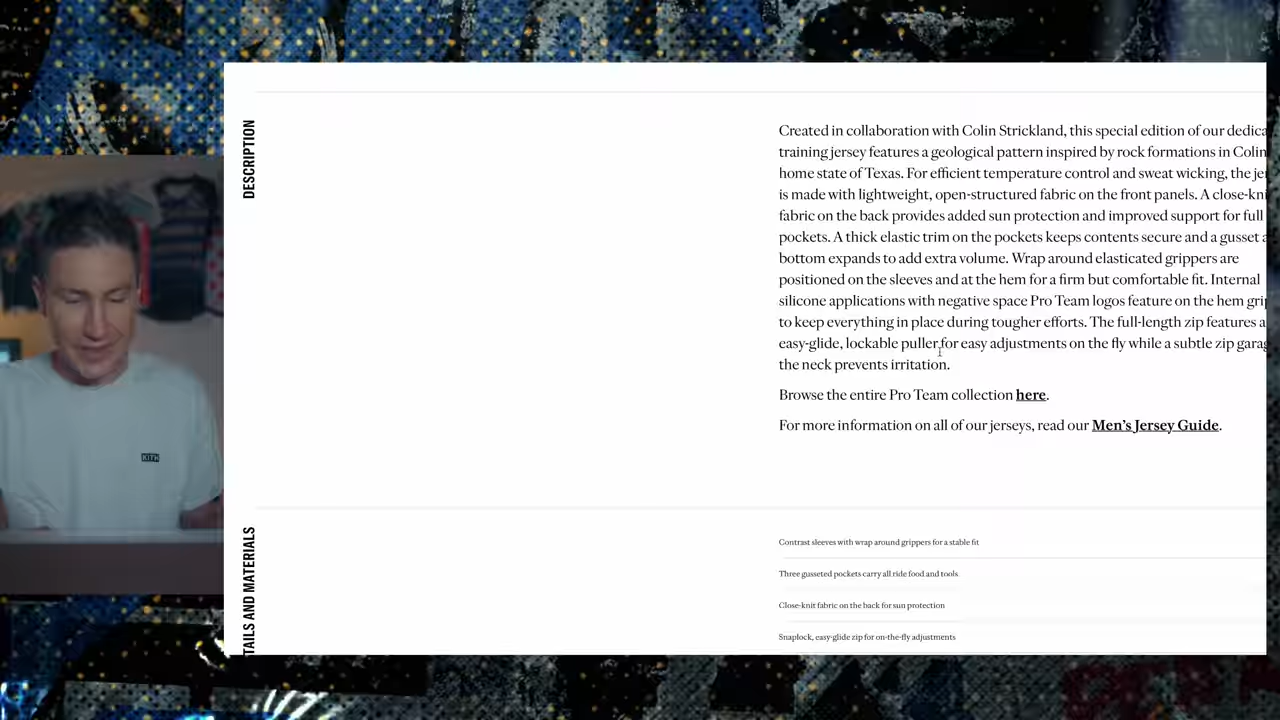 DESCRIPTION
Created in collaboration with Colin Strickland, this special edition of our dedica
training jersey features a geological pattern inspired by rock formations in Colin
home state of Texas. For efficient temperature control and sweat wicking, the je
is made with lightweight, open-structured fabric on the front panels. A close-kni
fabric on the back provides added sun protection and improved support for full
pockets. A thick elastic trim on the pockets keeps contents secure and a gusset a
bottom expands to add extra volume. Wrap around elasticated grippers are
positioned on the sleeves and at the hem for a firm but comfortable fit. Internal
silicone applications with negative space Pro Team logos feature on the hem grip
to keep everything in place during tougher efforts. The full-length zip features a
easy-glide, lockable puller for easy adjustments on the fly while a subtle zip garag
the neck prevents irritation.
Browse the entire Pro Team collection here.
For more information on all of our jerseys, read our Men's Jersey Guide.
KITH
TAILS AND MATERIALS
Contrast sleeves with wrap around grippers for a stable fit
Three gusseted pockets carry all ride food and tools
Close-knit fabric on the back for sun protection
Snaplock, easy-glide zip for on-the-fly adjustments